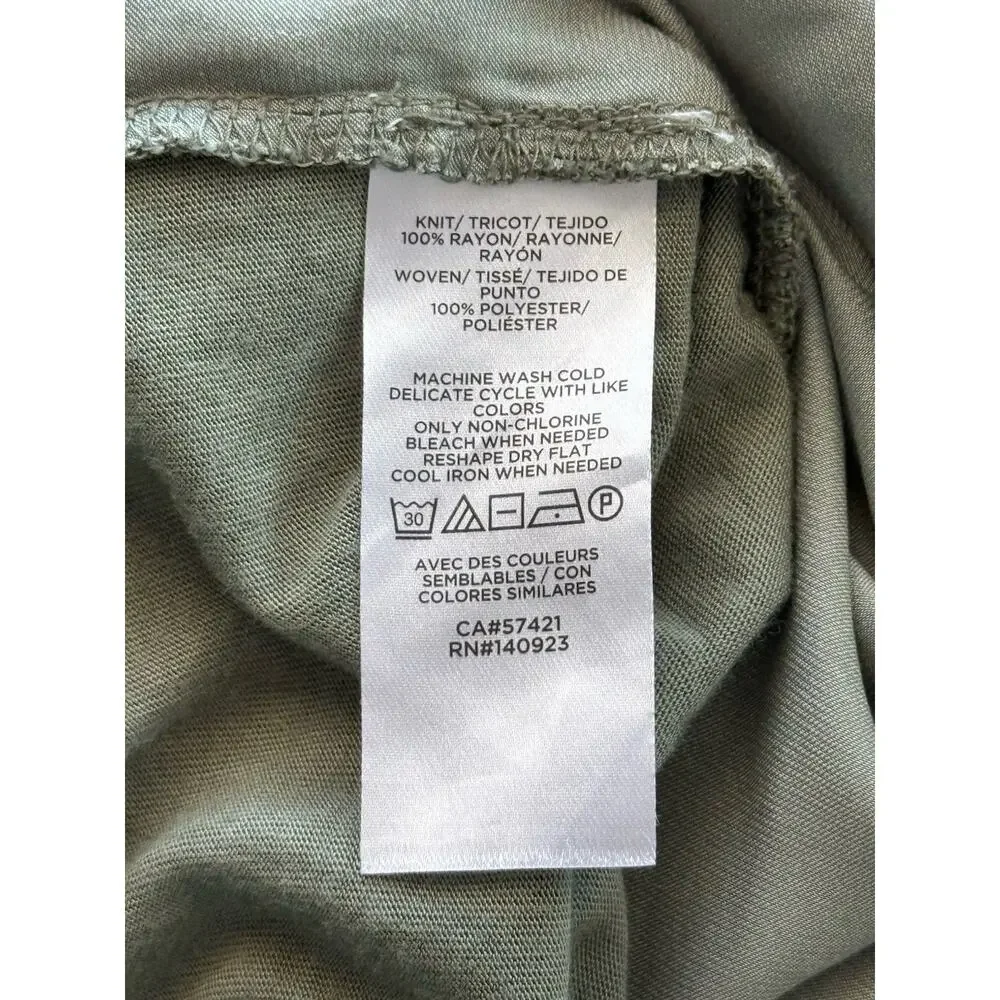 KNIT/ TRICOT/ TEJIDO
100% RAYON/ RAYONNE/
RAYÓN
WOVEN/ TISSÉ/ TEJIDO DE
PUNTO
100% POLYESTER/
POLIÉSTER
MACHINE WASH COLD
DELICATE CYCLE WITH LIKE
COLORS
ONLY NON-CHLORINE
BLEACH WHEN NEEDED
RESHAPE DRY FLAT
COOL IRON WHEN NEEDED
30 P
AVEC DES COULEURS
SEMBLABLES / CON
COLORES SIMILARES
CA#57421
RN#140923